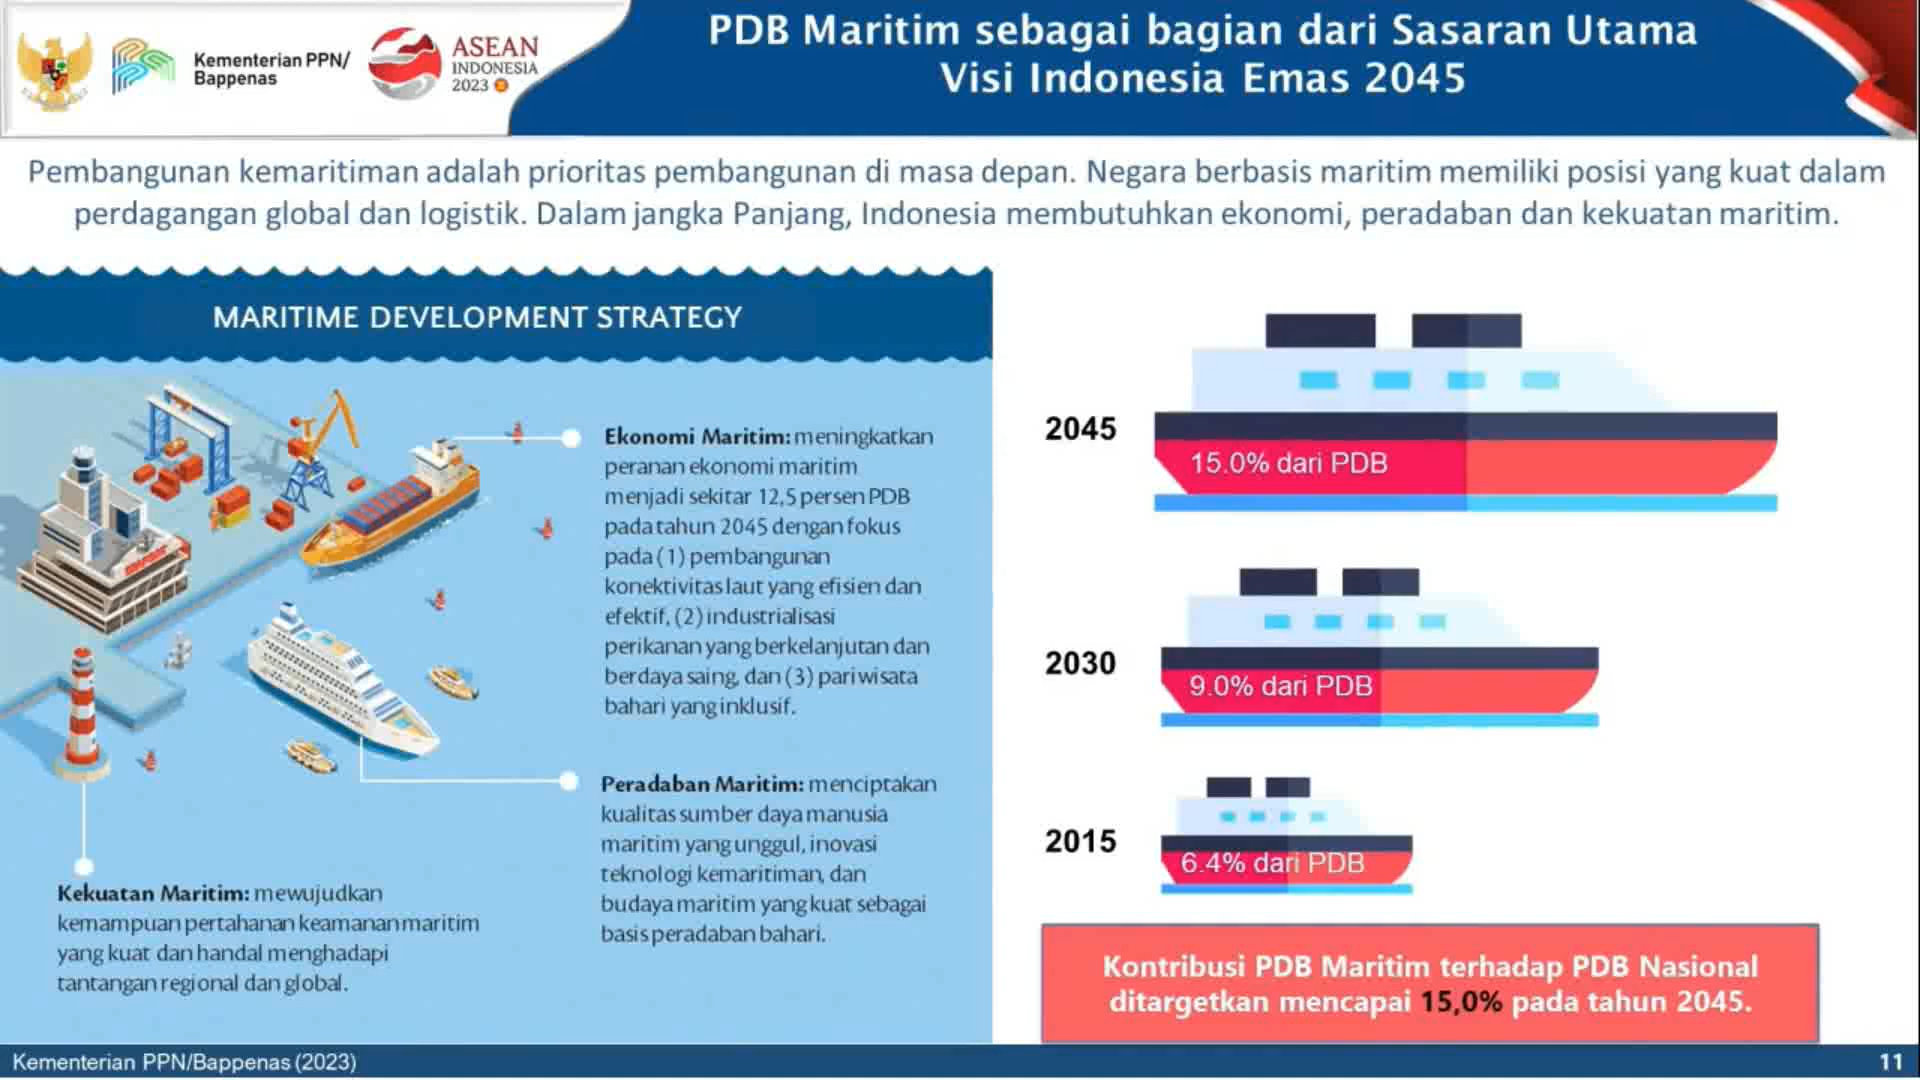 Kementerian PPN/
Bappenas
ASEAN
INDONESIA
2023
PDB Maritim sebagai bagian dari Sasaran Utama
Visi Indonesia Emas 2045
Pembangunan kemaritiman adalah prioritas pembangunan di masa depan. Negara berbasis maritim memiliki posisi yang kuat dalam
perdagangan global dan logistik. Dalam jangka Panjang, Indonesia membutuhkan ekonomi, peradaban dan kekuatan maritim.
MARITIME DEVELOPMENT STRATEGY
Ekonomi Maritim: meningkatkan
peranan ekonomi maritim
menjadi sekitar 12,5 persen PDB
pada tahun 2045 dengan fokus
pada (1) pembangunan
konektivitas laut yang efisien dan
efektif, (2) industrialisasi
perikanan yang berkelanjutan dan
berdaya saing, dan (3) pariwisata
bahari yang inklusif.
Peradaban Maritim: menciptakan
kualitas sumber daya manusia
maritim yang unggul, inovasi
teknologi kemaritiman, dan
budaya maritim yang kuat sebagai
basis peradaban bahari.
Kekuatan Maritim: mewujudkan
kemampuan pertahanan keamanan maritim
yang kuat dan handal menghadapi
tantangan regional dan global.
2045
15.0% dari PDB
2030
9.0% dari PDB
2015
6.4% dari PDB
Kontribusi PDB Maritim terhadap PDB Nasional
ditargetkan mencapai 15,0% pada tahun 2045.
Kementerian PPN/Bappenas (2023)
11